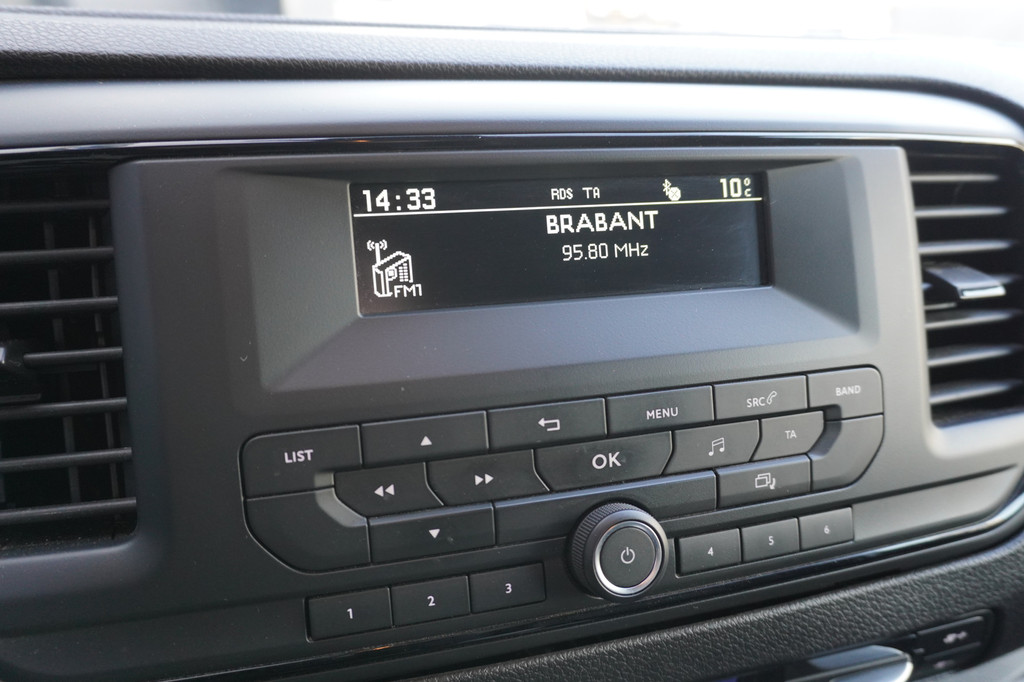 14:33 RDS TA 10°C
BRABANT
95.80 MHz
FM1
LIST MENU SRC BAND
OK TA
1 2 3 4 5 6